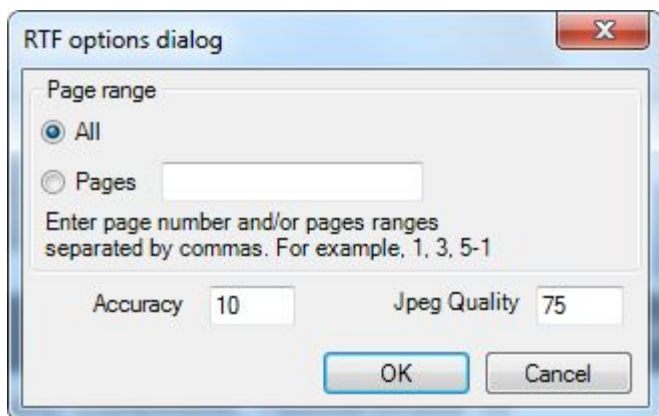 RTF options dialog
Page range
All
Pages
Enter page number and/or pages ranges
separated by commas. For example, 1, 3, 5-1
Accuracy 10 Jpeg Quality 75
OK Cancel